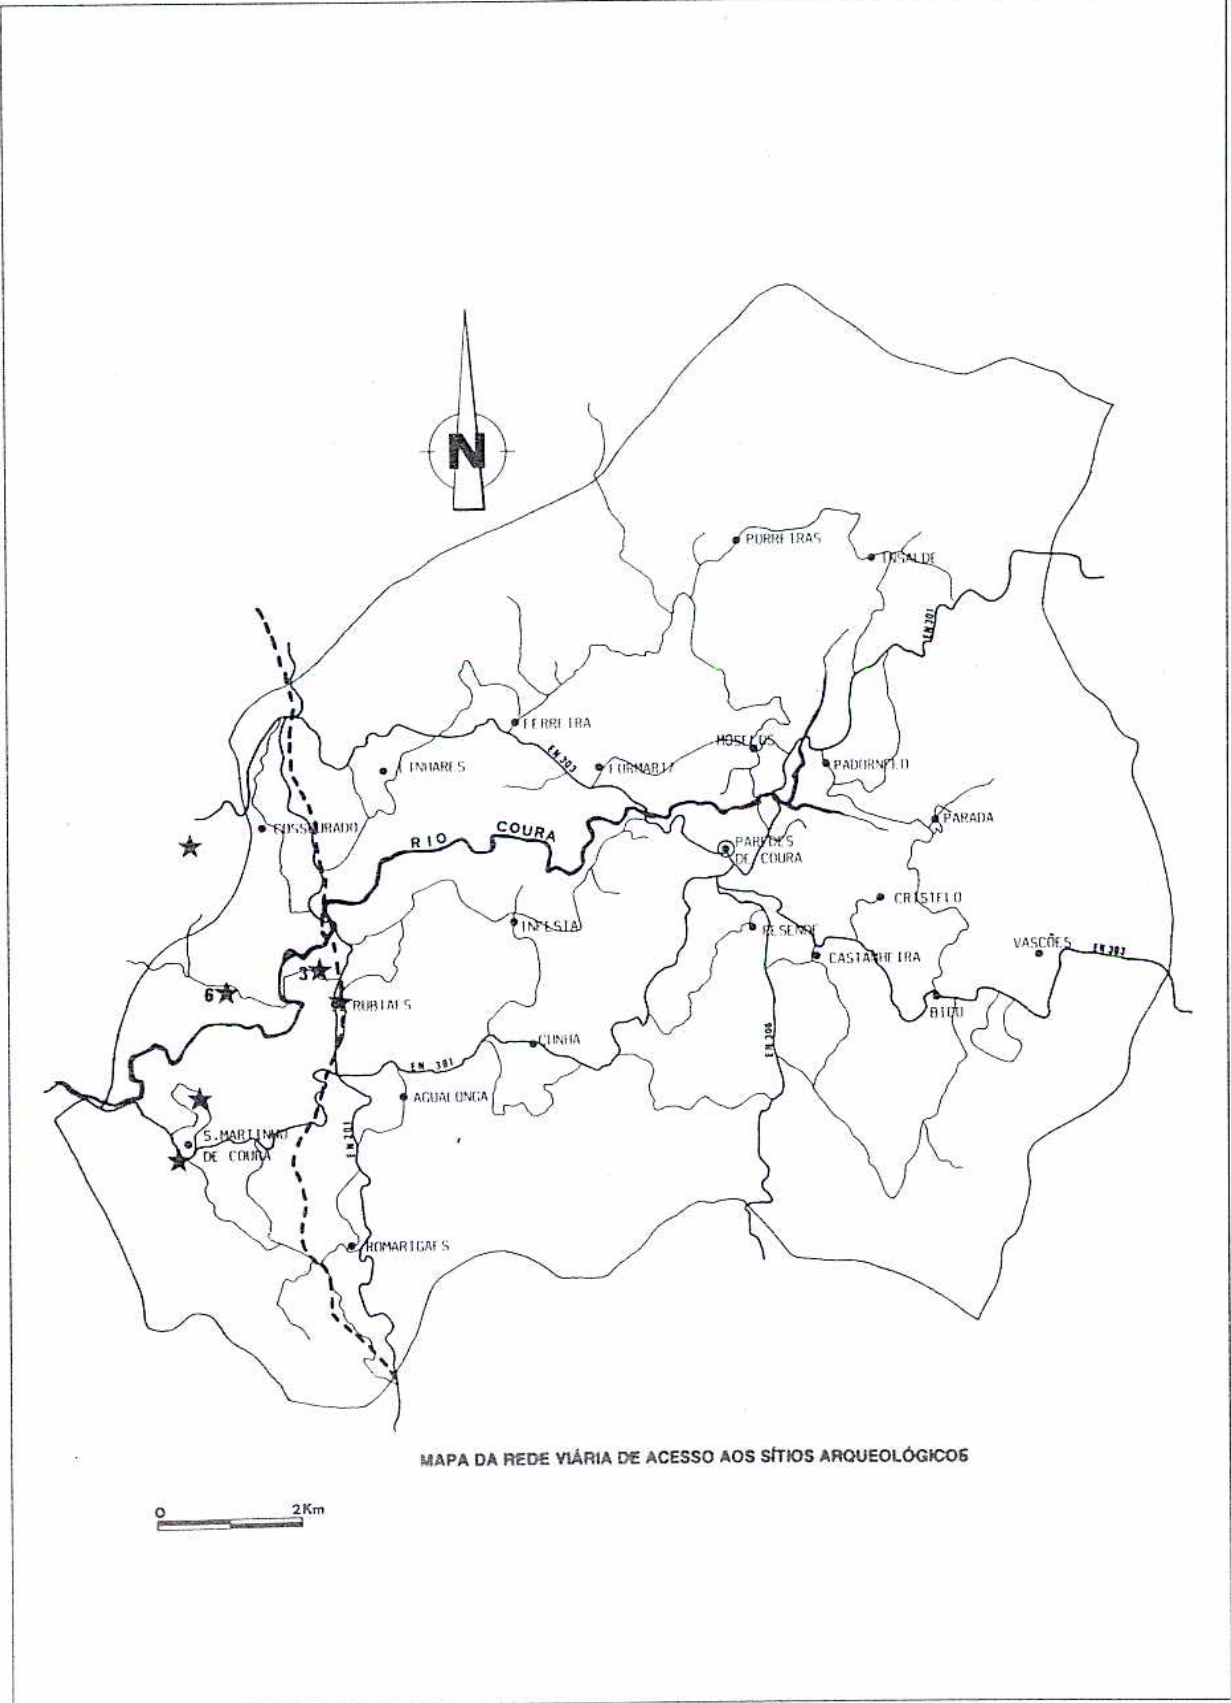 N
PORREIRAS
INSALDE
EN 301
FERREIRA
MOSELOS
EN 303
LINHARES
FORMARIZ
PADORNELO
COSSOURADO
RIO COURA
PARADA
PAREDES
DE COURA
CRISTELO
INFESTA
RESENDE
VASCÕES
EN 303
CASTANHEIRA
3
6
RUBIAES
BICO
CUNHA
EN 306
EN 301
AGUALONGA
S. MARTINHO
DE COURA
EN 201
ROMARIGAES
MAPA DA REDE VIÁRIA DE ACESSO AOS SÍTIOS ARQUEOLÓGICOS
0 2Km